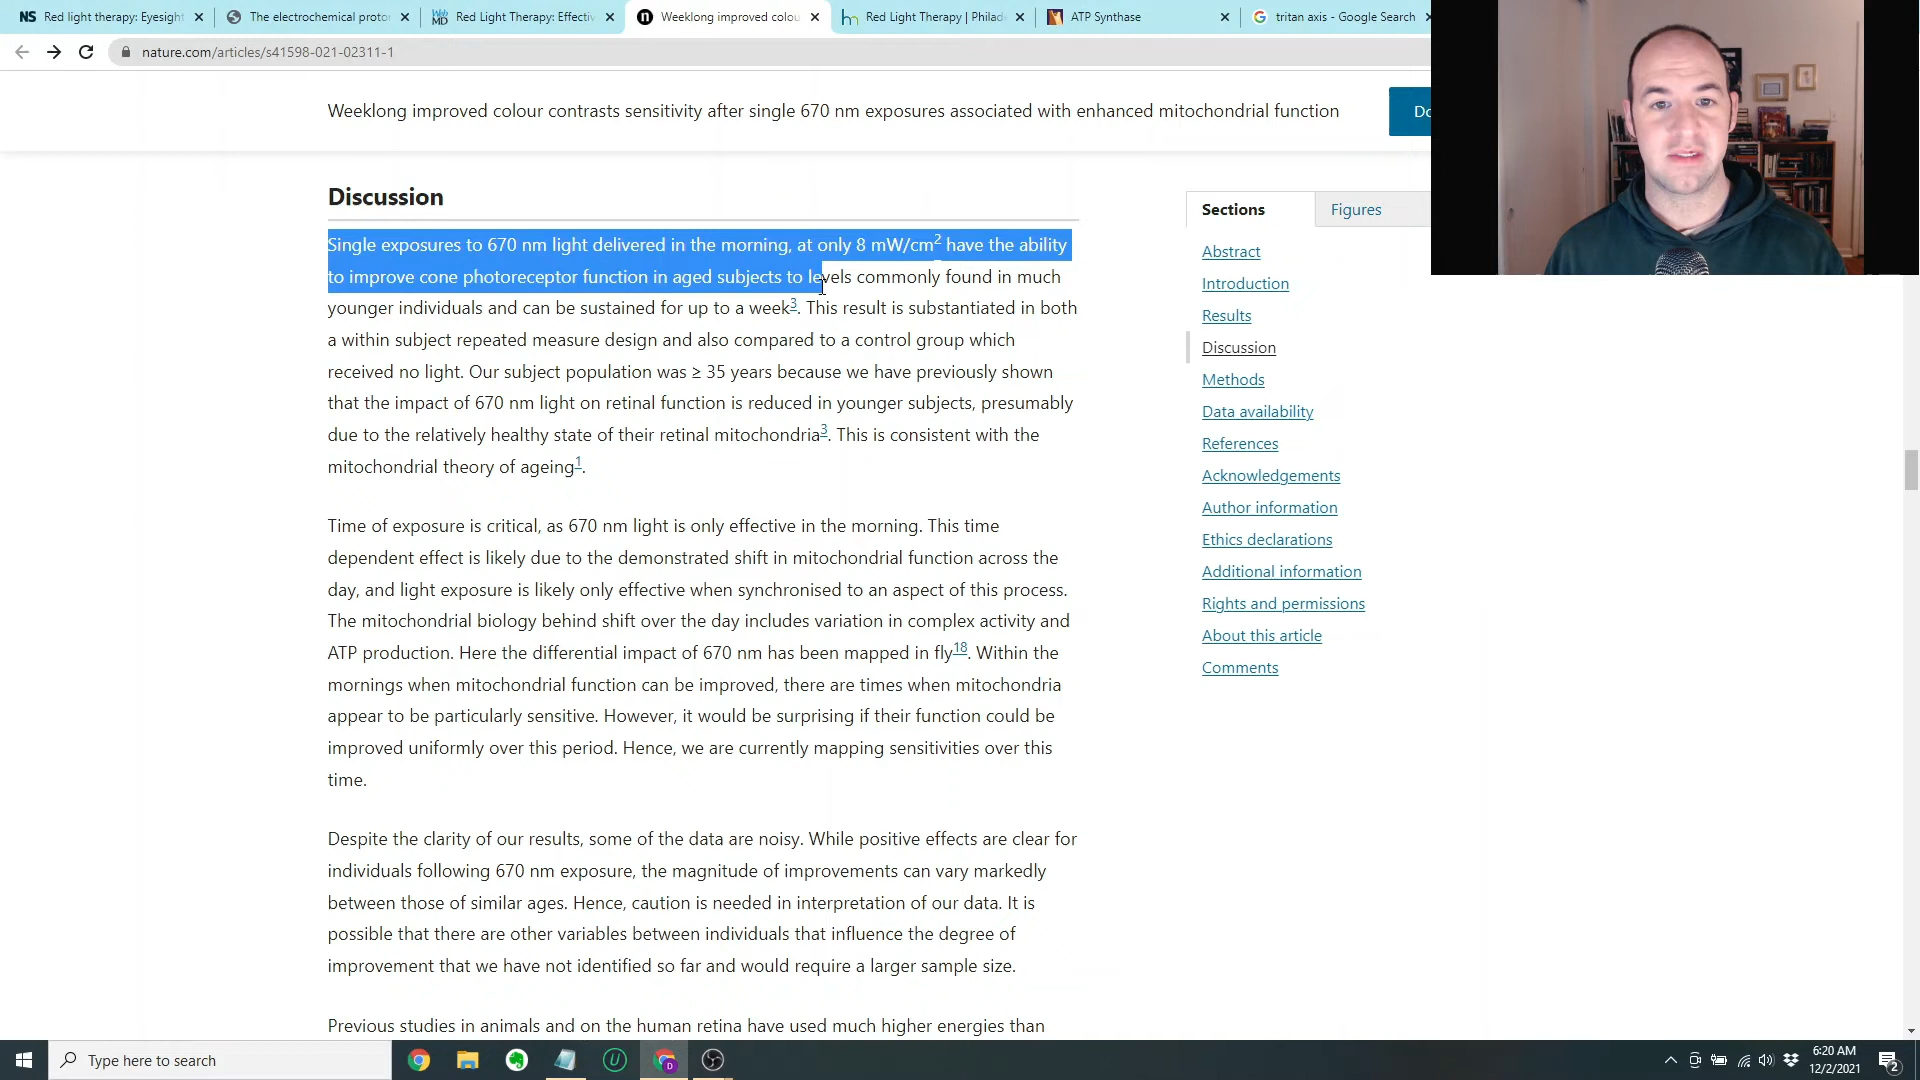 NS Red light therapy: Eyesight
The electrochemical proto
Web MD Red Light Therapy: Effectiv
n Weeklong improved colou
h Red Light Therapy | Philad
ATP Synthase
G tritan axis - Google Search
nature.com/articles/s41598-021-02311-1
Weeklong improved colour contrasts sensitivity after single 670 nm exposures associated with enhanced mitochondrial function
Do
Discussion
Single exposures to 670 nm light delivered in the morning, at only 8 mW/cm2 have the ability
to improve cone photoreceptor function in aged subjects to levels commonly found in much
younger individuals and can be sustained for up to a week3. This result is substantiated in both
a within subject repeated measure design and also compared to a control group which
received no light. Our subject population was ≥ 35 years because we have previously shown
that the impact of 670 nm light on retinal function is reduced in younger subjects, presumably
due to the relatively healthy state of their retinal mitochondria3. This is consistent with the
mitochondrial theory of ageing1.
Time of exposure is critical, as 670 nm light is only effective in the morning. This time
dependent effect is likely due to the demonstrated shift in mitochondrial function across the
day, and light exposure is likely only effective when synchronised to an aspect of this process.
The mitochondrial biology behind shift over the day includes variation in complex activity and
ATP production. Here the differential impact of 670 nm has been mapped in fly18. Within the
mornings when mitochondrial function can be improved, there are times when mitochondria
appear to be particularly sensitive. However, it would be surprising if their function could be
improved uniformly over this period. Hence, we are currently mapping sensitivities over this
time.
Despite the clarity of our results, some of the data are noisy. While positive effects are clear for
individuals following 670 nm exposure, the magnitude of improvements can vary markedly
between those of similar ages. Hence, caution is needed in interpretation of our data. It is
possible that there are other variables between individuals that influence the degree of
improvement that we have not identified so far and would require a larger sample size.
Previous studies in animals and on the human retina have used much higher energies than
Sections
Figures
Abstract
Introduction
Results
Discussion
Methods
Data availability
References
Acknowledgements
Author information
Ethics declarations
Additional information
Rights and permissions
About this article
Comments
Type here to search
D
6:20 AM
12/2/2021
2